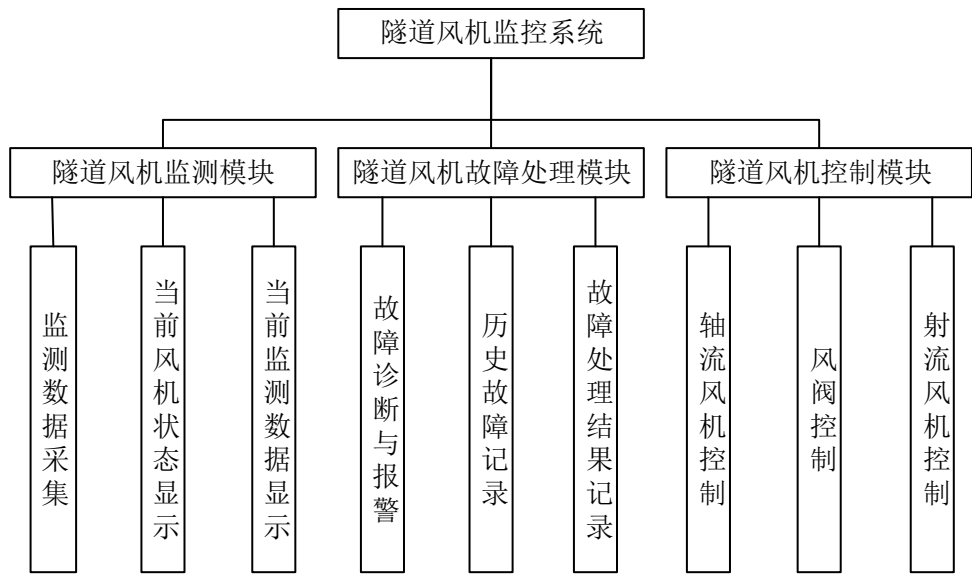 隧道风机监控系统
隧道风机监测模块
隧道风机故障处理模块
隧道风机控制模块
监测数据采集
当前风机状态显示
当前监测数据显示
故障诊断与报警
历史故障记录
故障处理结果记录
轴流风机控制
风阀控制
射流风机控制